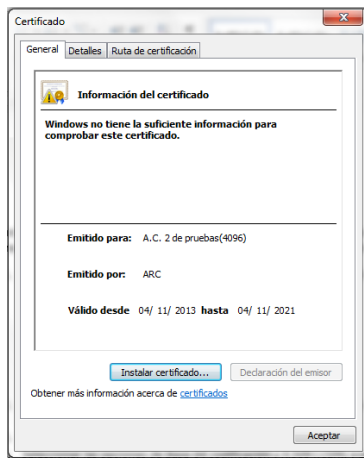 Certificado
General Detalles Ruta de certificación
Información del certificado
Windows no tiene la suficiente información para
comprobar este certificado.
Emitido para: A.C. 2 de pruebas(4096)
Emitido por: ARC
Válido desde 04/ 11/ 2013 hasta 04/ 11/ 2021
Instalar certificado... Declaración del emisor
Obtener más información acerca de certificados
Aceptar